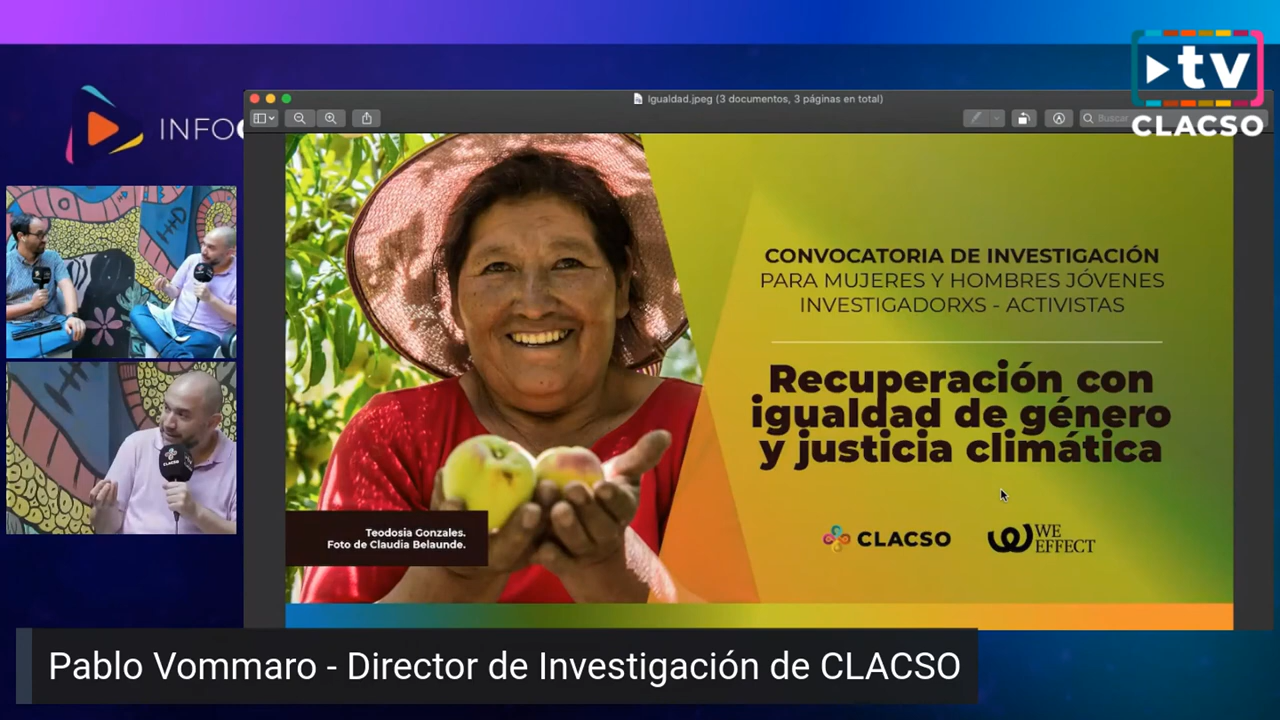 tv
CLACSO
Igualdad.jpeg (3 documentos, 3 páginas en total)
Buscar
INFO
CONVOCATORIA DE INVESTIGACIÓN
PARA MUJERES Y HOMBRES JÓVENES
INVESTIGADORXS - ACTIVISTAS
Recuperación con
igualdad de género
y justicia climática
Teodosia Gonzales.
Foto de Claudia Belaunde.
CLACSO
WE
EFFECT
Pablo Vommaro - Director de Investigación de CLACSO